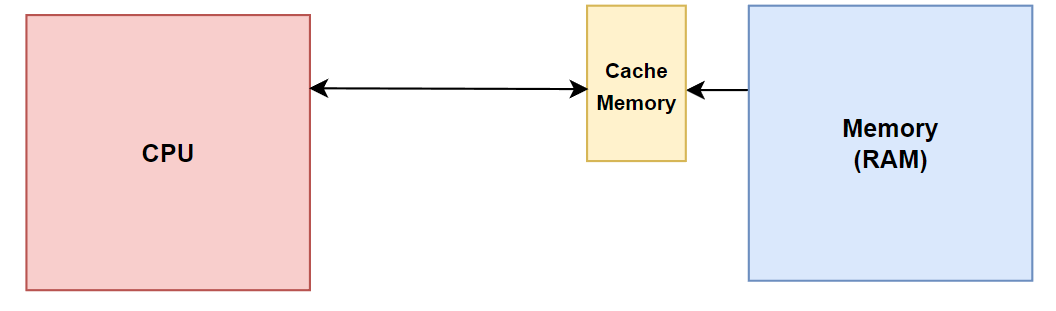 CPU
Cache
Memory
Memory
(RAM)